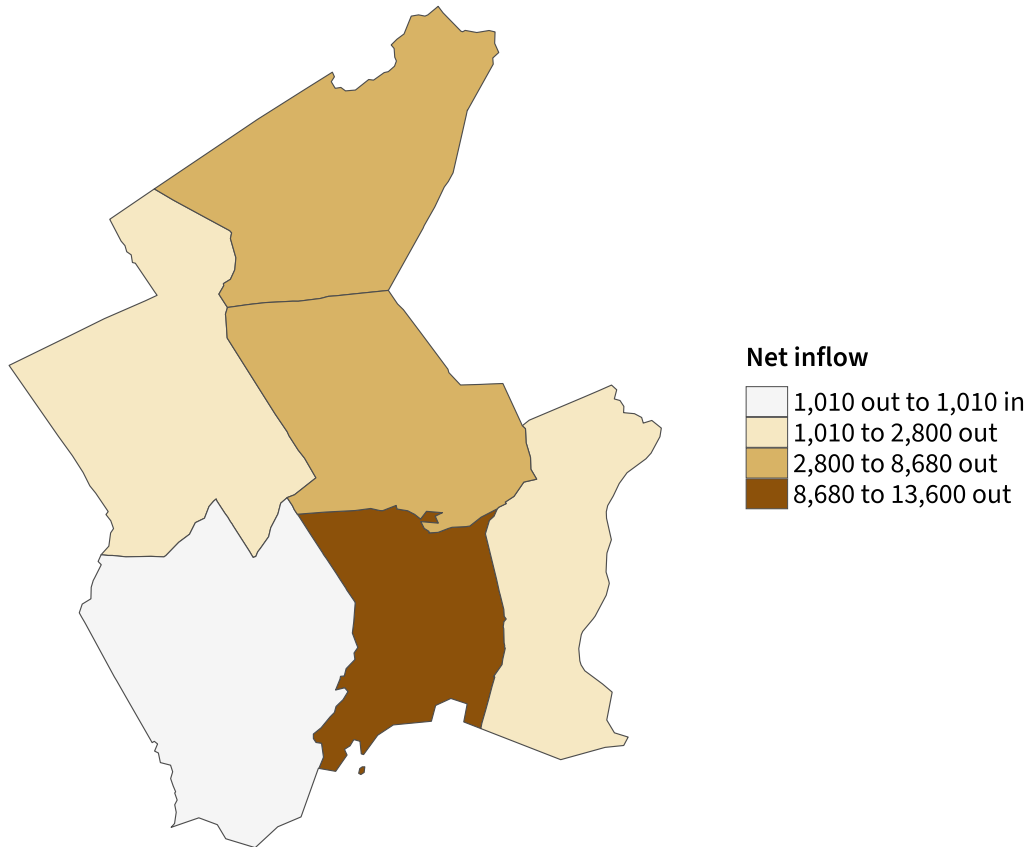 Net inflow
1,010 out to 1,010 in
1,010 to 2,800 out
2,800 to 8,680 out
8,680 to 13,600 out